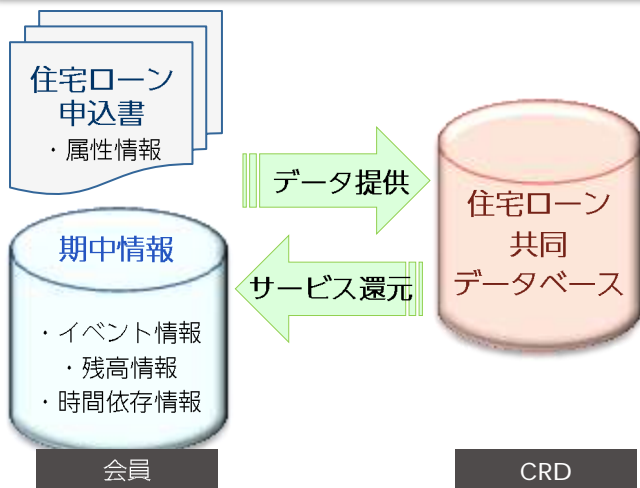 住宅ローン
申込書
・属性情報
データ提供
住宅ローン
共同
データベース
期中情報
サービス還元
・イベント情報
・残高情報
・時間依存情報
会員
CRD